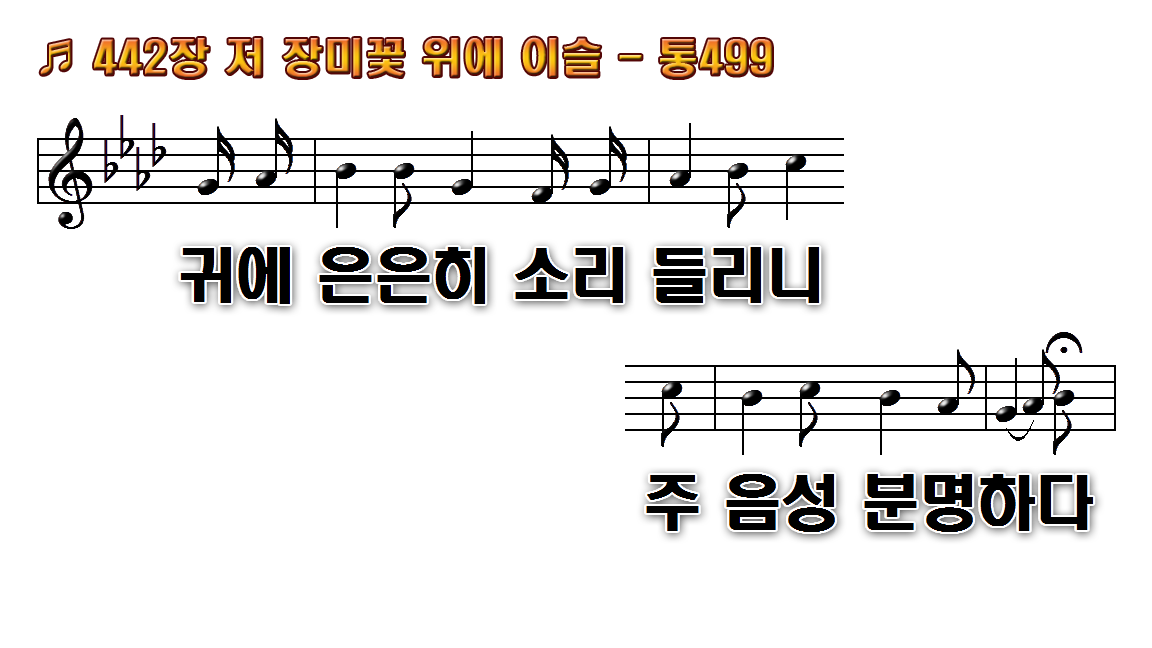 ♬ 442장 저 장미꽃 위에 이슬 - 통499
귀에 은은히 소리 들리니
주 음성 분명하다